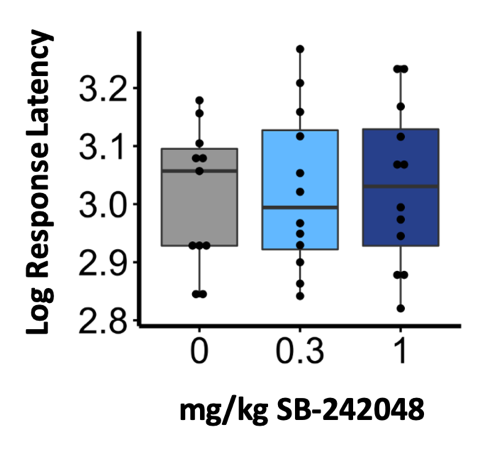 Log Response Latency
3.2
3.1
3.0
2.9
2.8
0 0.3 1
mg/kg SB-242048